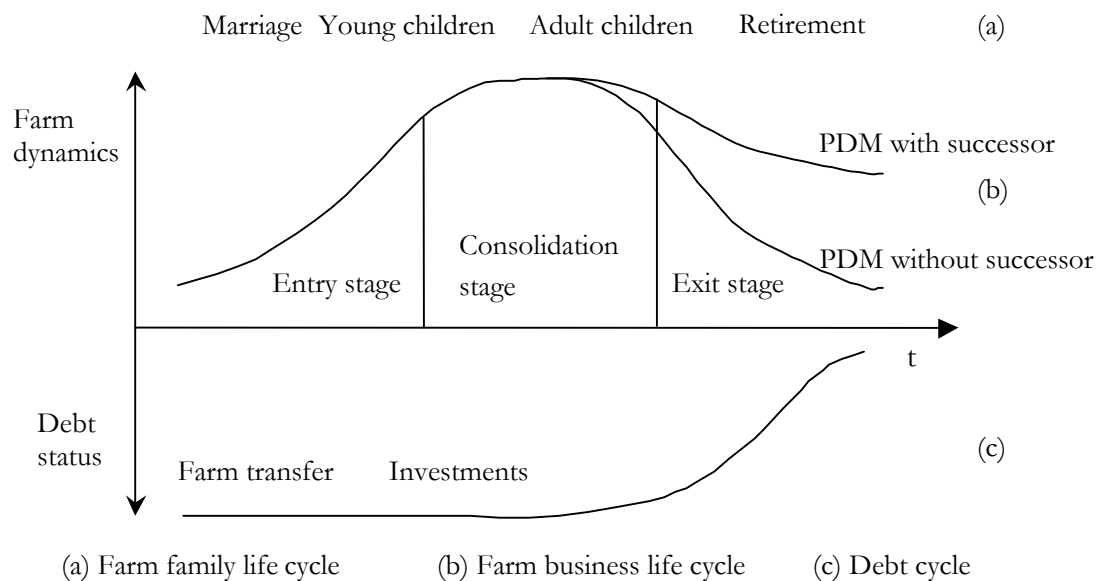 Marriage Young children Adult children Retirement (a)
Farm
dynamics
PDM with successor
(b)
Consolidation
stage
PDM without successor
Entry stage
Exit stage
t
Debt
status
(c)
Farm transfer Investments
(a) Farm family life cycle (b) Farm business life cycle (c) Debt cycle